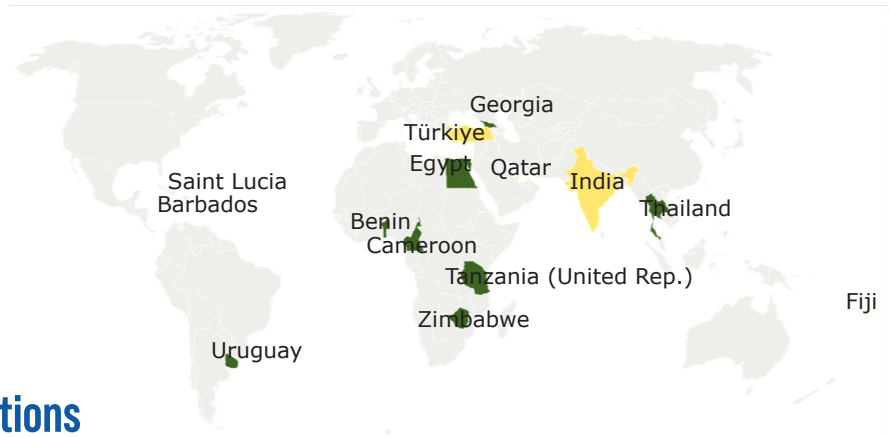 Georgia
Türkiye
Egypt
Qatar
India
Saint Lucia
Barbados
Thailand
Benin
Cameroon
Tanzania (United Rep.)
Fiji
Zimbabwe
Uruguay
tions